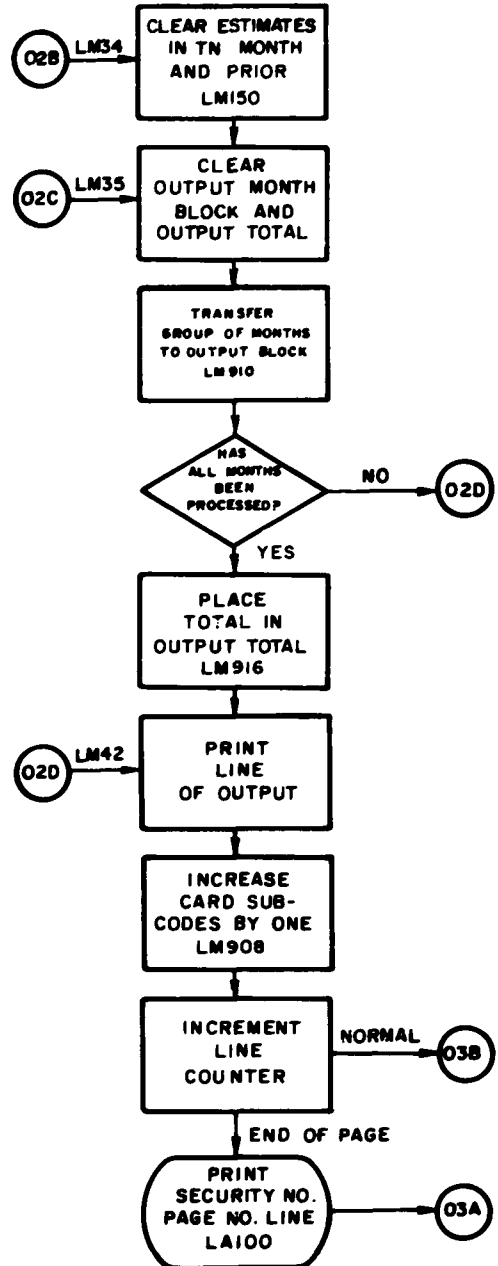 02B
LM34
CLEAR ESTIMATES
IN TN MONTH
AND PRIOR
LM150
02C
LM35
CLEAR
OUTPUT MONTH
BLOCK AND
OUTPUT TOTAL
TRANSFER
GROUP OF MONTHS
TO OUTPUT BLOCK
LM910
HAS
ALL MONTHS
BEEN
PROCESSED?
NO
02D
YES
PLACE
TOTAL IN
OUTPUT TOTAL
LM916
02D
LM42
PRINT
LINE
OF OUTPUT
INCREASE
CARD SUB-
CODES BY ONE
LM908
INCREMENT
LINE
COUNTER
NORMAL
03B
END OF PAGE
PRINT
SECURITY NO.
PAGE NO. LINE
LA100
03A